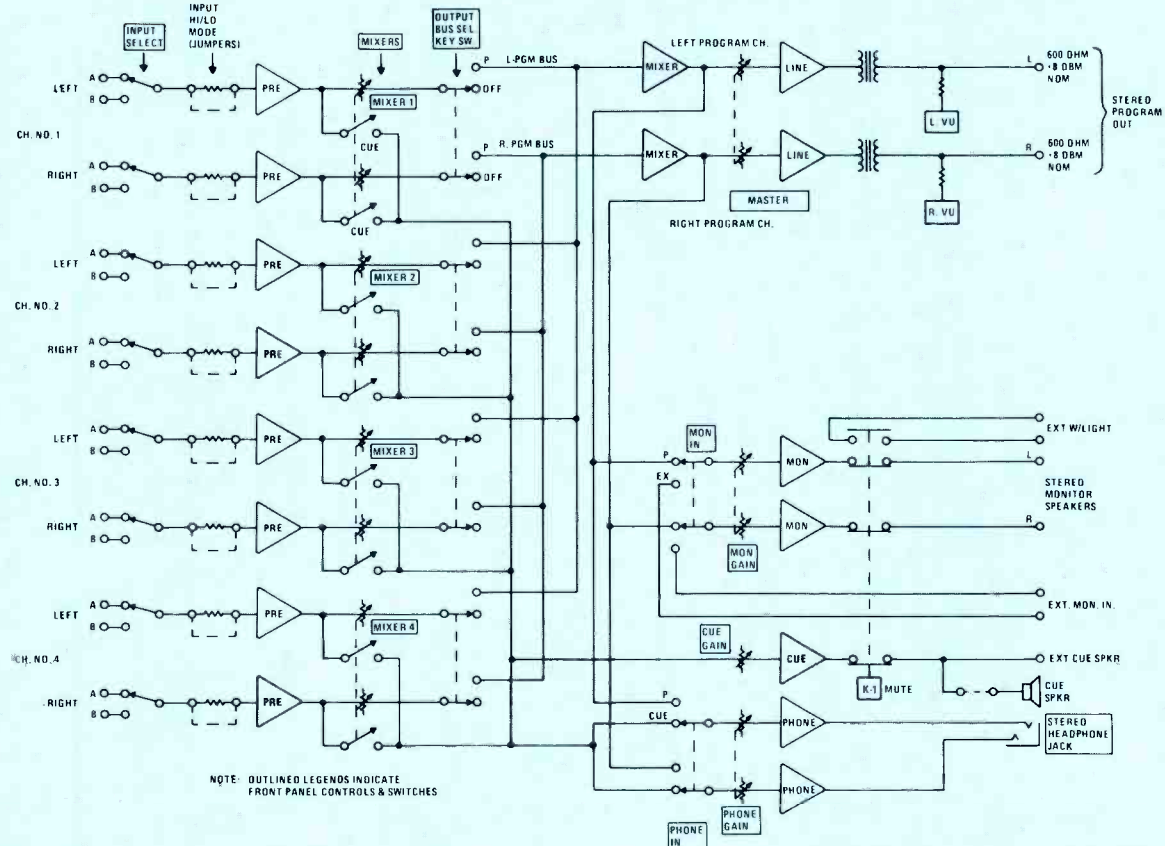 INPUT
SELECT
INPUT
HI/LO
MODE
(JUMPERS)
MIXERS
OUTPUT
BUS SEL.
KEY SW.
LEFT
A
B
PRE
MIXER 1
CUE
P
L-PGM BUS
OFF
CH. NO. 1
RIGHT
A
B
PRE
CUE
P
R. PGM BUS
OFF
LEFT PROGRAM CH.
MIXER
LINE
L. VU
L
600 OHM
+8 DBM
NOM
STEREO
PROGRAM
OUT
MIXER
LINE
R. VU
R
600 OHM
+8 DBM
NOM
MASTER
RIGHT PROGRAM CH.
LEFT
A
B
PRE
MIXER 2
CH. NO. 2
RIGHT
A
B
PRE
LEFT
A
B
PRE
MIXER 3
CH. NO. 3
RIGHT
A
B
PRE
LEFT
A
B
PRE
MIXER 4
CH. NO. 4
RIGHT
A
B
PRE
MON
IN
P
EX
MON
MON
MON
GAIN
EXT W/LIGHT
L
STEREO
MONITOR
SPEAKERS
R
EXT. MON. IN.
CUE
GAIN
CUE
K-1
MUTE
EXT CUE SPKR
CUE
SPKR
P
CUE
PHONE
PHONE
STEREO
HEADPHONE
JACK
PHONE
GAIN
PHONE
IN
NOTE: OUTLINED LEGENDS INDICATE
FRONT PANEL CONTROLS & SWITCHES